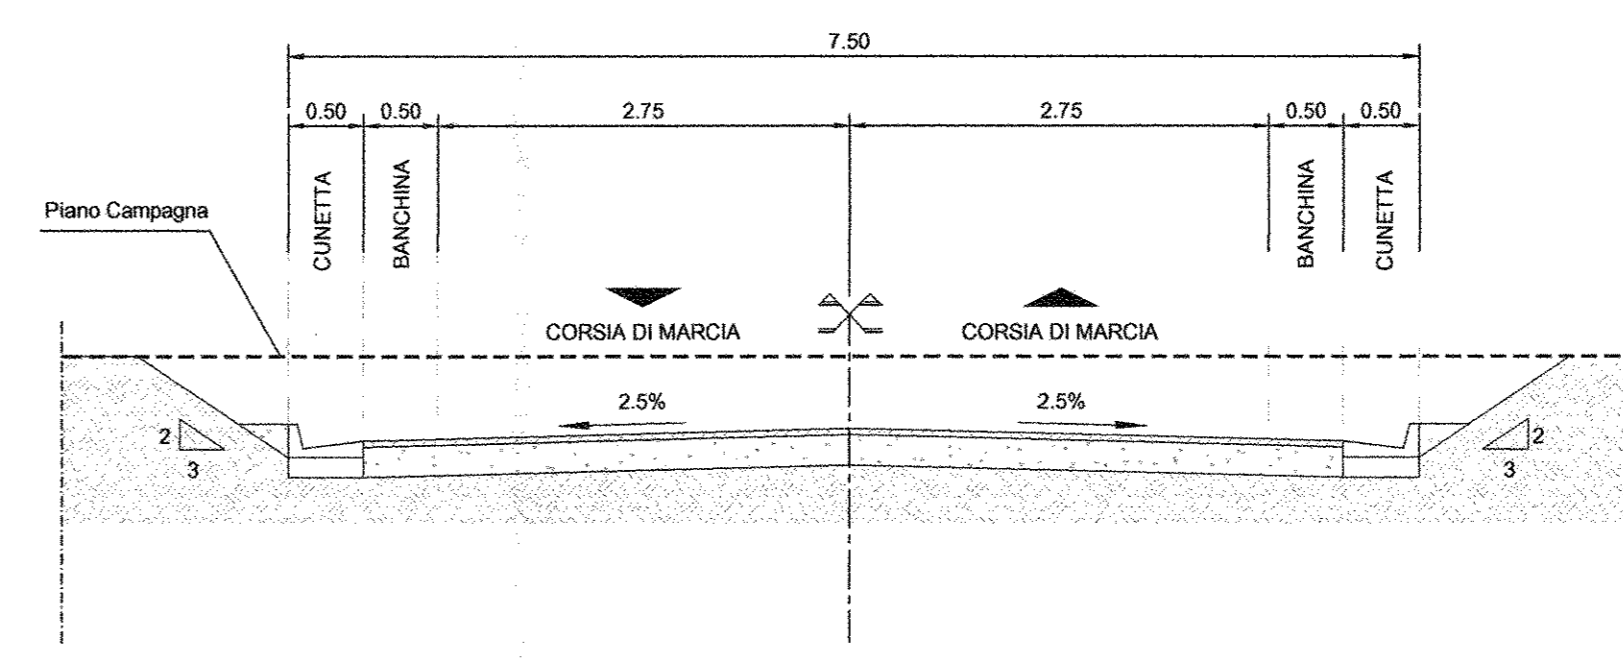 7.50
0.50 0.50 2.75 2.75 0.50 0.50
CUNETTA
BANCHINA
BANCHINA
CUNETTA
Piano Campagna
CORSIA DI MARCIA
CORSIA DI MARCIA
2.5%
2.5%
2
3
2
3